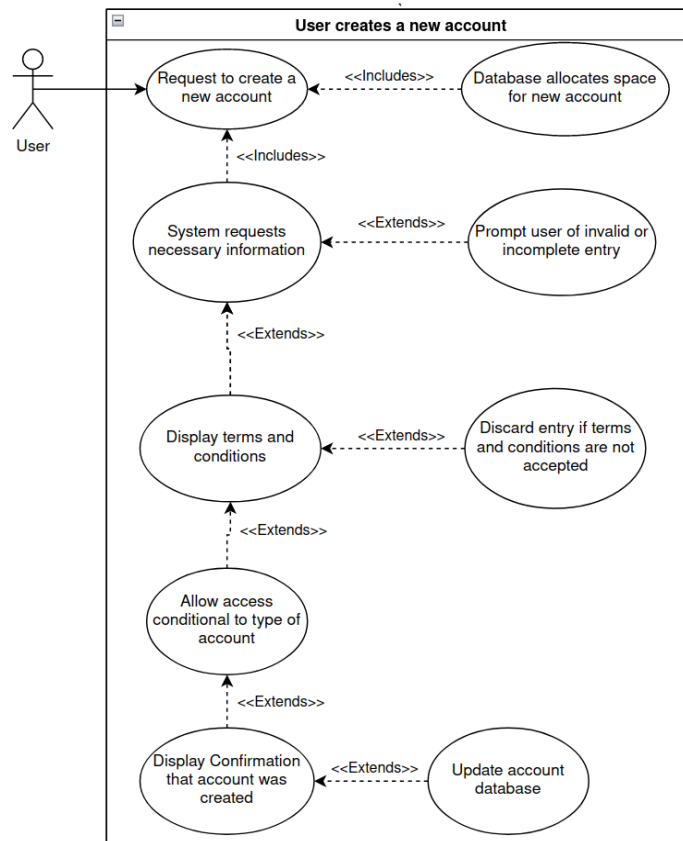 User creates a new account
Request to create a
new account
<<Includes>>
Database allocates space
for new account
User
<<Includes>>
System requests
necessary information
<<Extends>>
Prompt user of invalid or
incomplete entry
<<Extends>>
Display terms and
conditions
<<Extends>>
Discard entry if terms
and conditions are not
accepted
<<Extends>>
Allow access
conditional to type of
account
<<Extends>>
Display Confirmation
that account was
created
<<Extends>>
Update account
database